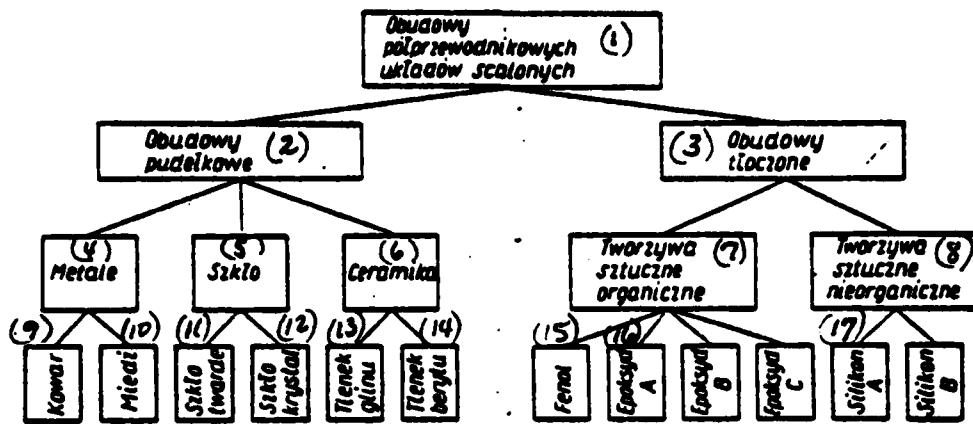 Obudowy (1)
półprzewodnikowych
układów scalonych
Obudowy (2)
pudełkowe
(3) Obudowy
tłoczone
(4)
Metale
(5)
Szkło
(6)
Ceramika
Tworzywa (7)
sztuczne
organiczne
Tworzywa (8)
sztuczne
nieorganiczne
(9)
(10)
(11)
(12)
(13)
(14)
(15)
(16)
(17)
Kowar
Miedź
Szkło
twarde
Szkło
krystal
Tlenek
glinu
Tlenek
berylu
Fenol
Epoksyd
A
Epoksyd
B
Epoksyd
C
Silikon
A
Silikon
B